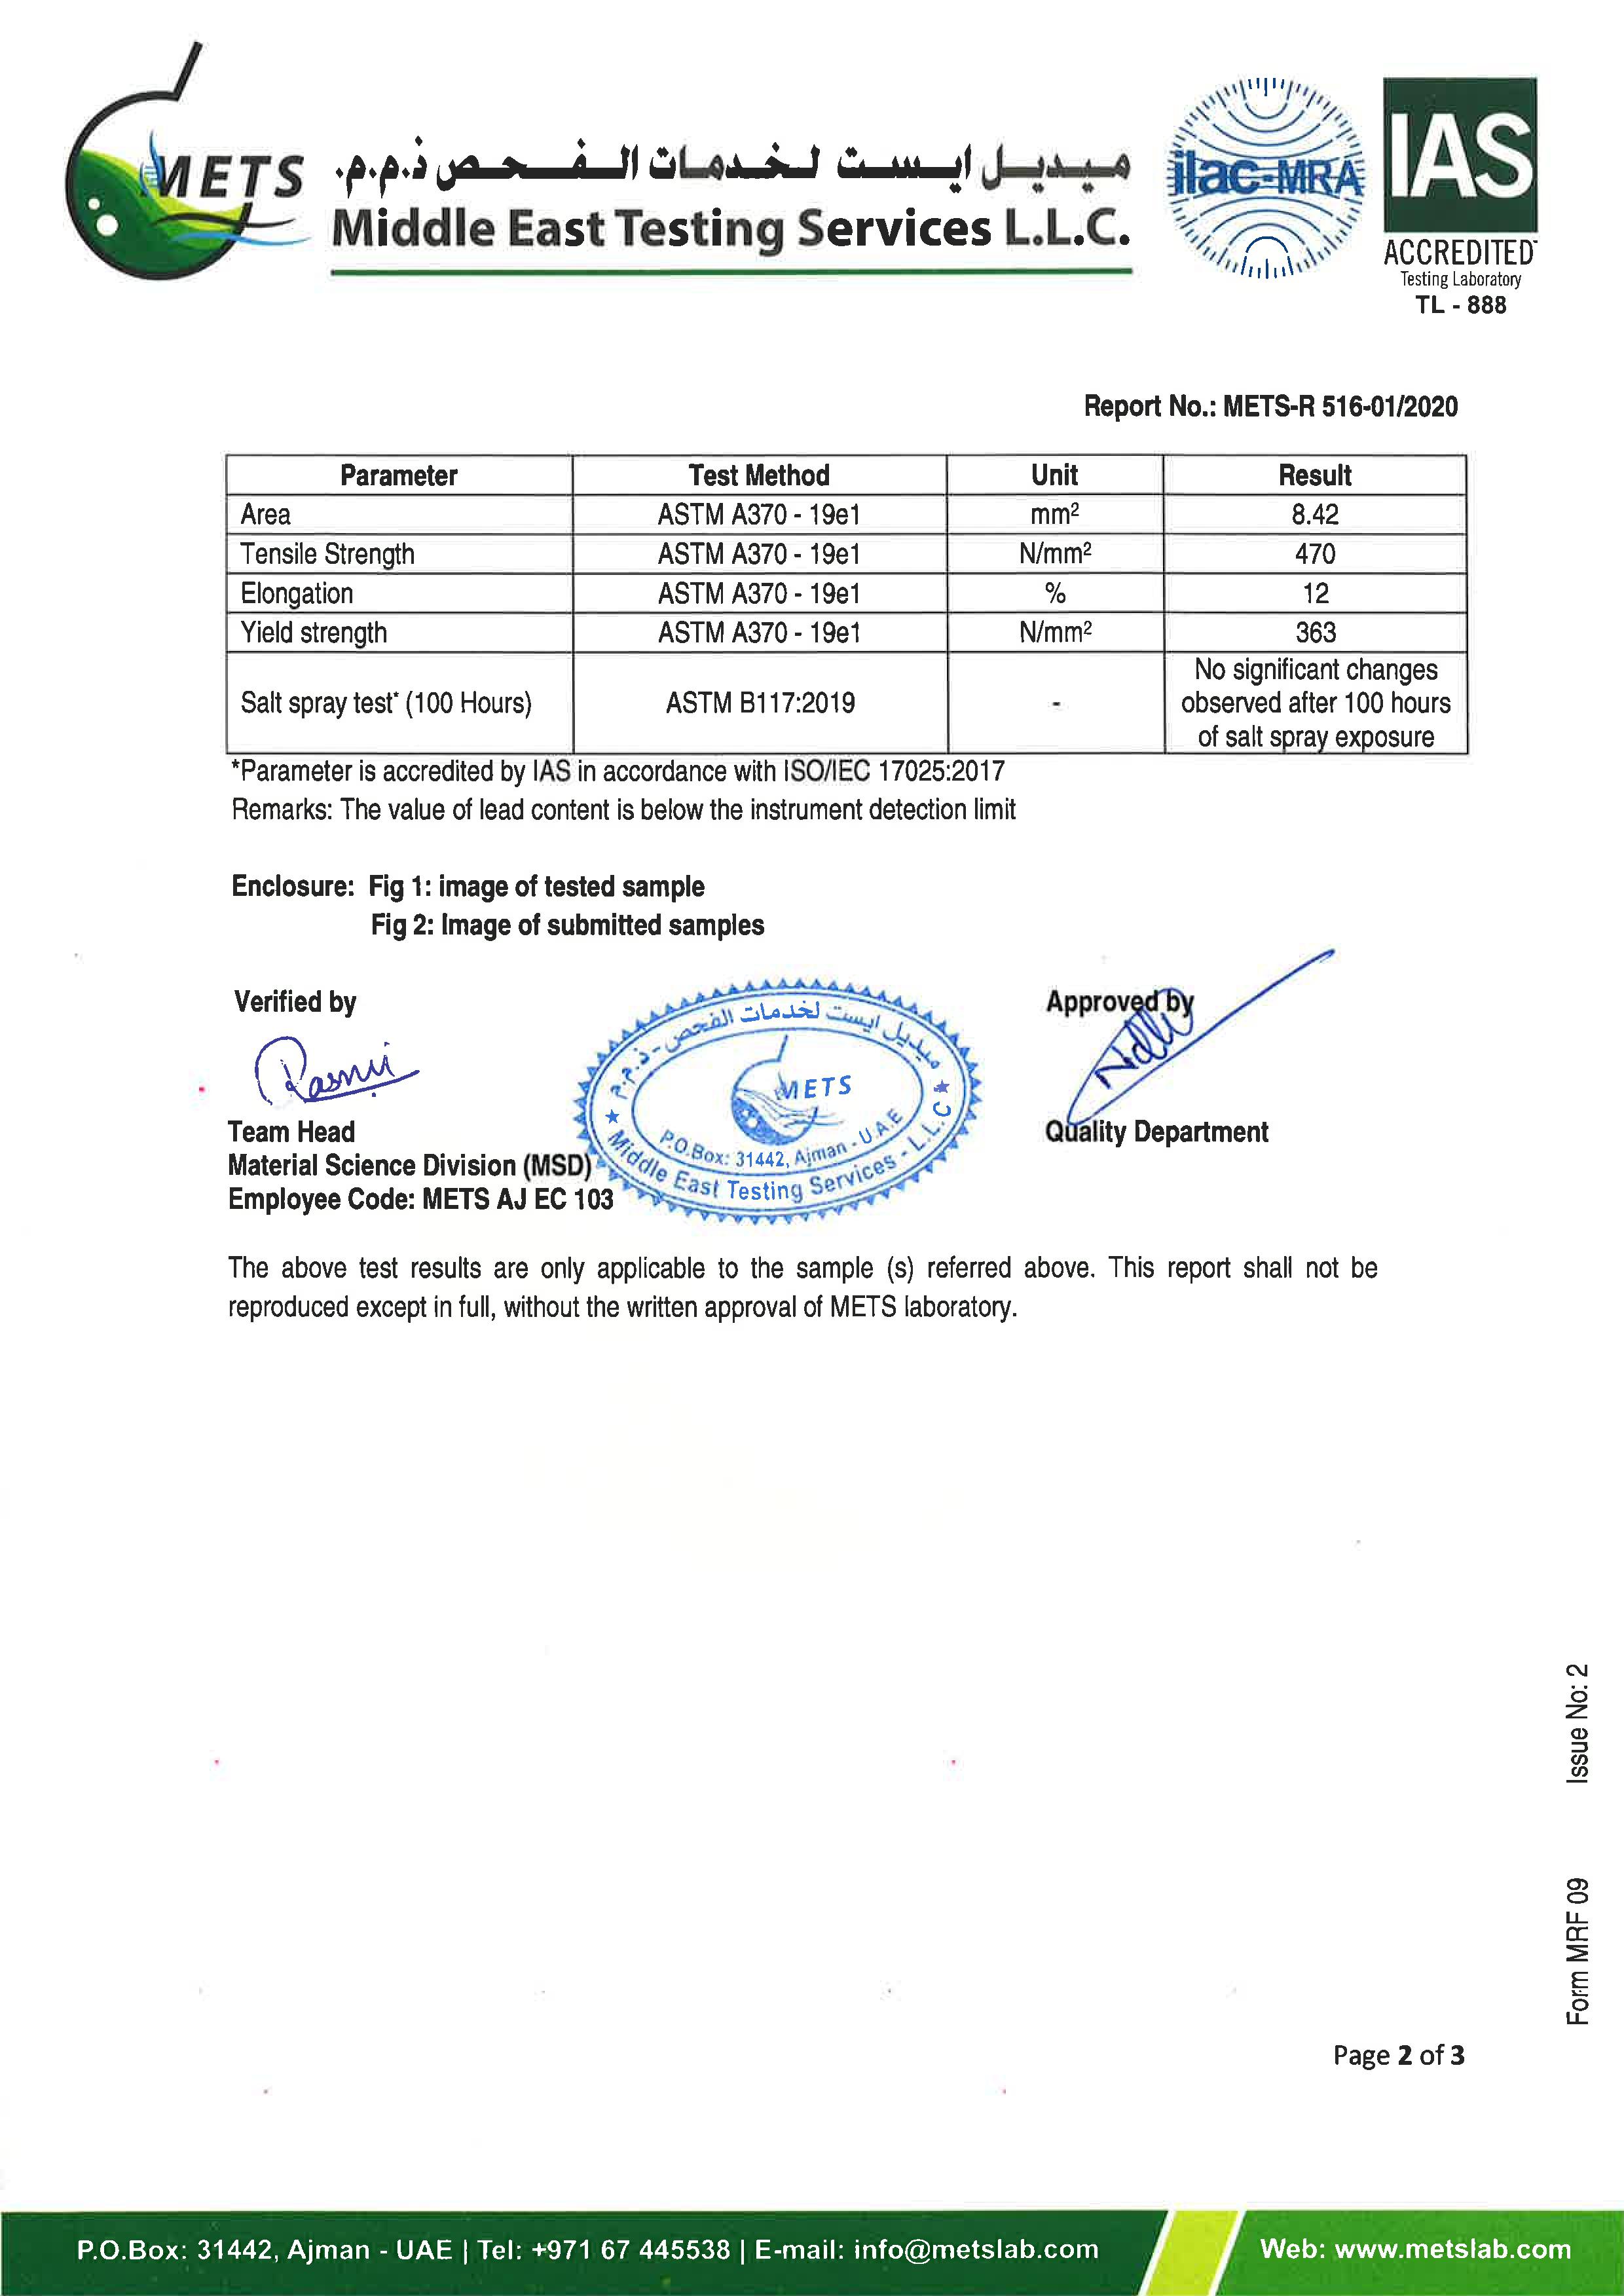 METS
ميديل ايست لخدمات الفحص ذ.م.م.
Middle East Testing Services L.L.C.
ilac-MRA
IAS
ACCREDITED
Testing Laboratory
TL - 888
Report No.: METS-R 516-01/2020
Parameter Test Method Unit Result
Area ASTM A370 - 19e1 mm² 8.42
Tensile Strength ASTM A370 - 19e1 N/mm² 470
Elongation ASTM A370 - 19e1 % 12
Yield strength ASTM A370 - 19e1 N/mm² 363
Salt spray test* (100 Hours) ASTM B117:2019 - No significant changes
observed after 100 hours
of salt spray exposure
*Parameter is accredited by IAS in accordance with ISO/IEC 17025:2017
Remarks: The value of lead content is below the instrument detection limit
Enclosure: Fig 1: image of tested sample
Fig 2: Image of submitted samples
Verified by
Approved by
ميديل ايست لخدمات الفحص - ذ.م.م
METS
P.O.Box: 31442, Ajman - U.A.E
Middle East Testing Services - L.L.C
Team Head
Quality Department
Material Science Division (MSD)
Employee Code: METS AJ EC 103
The above test results are only applicable to the sample (s) referred above. This report shall not be
reproduced except in full, without the written approval of METS laboratory.
Issue No: 2
Form MRF 09
Page 2 of 3
P.O.Box: 31442, Ajman - UAE | Tel: +971 67 445538 | E-mail: info@metslab.com
Web: www.metslab.com